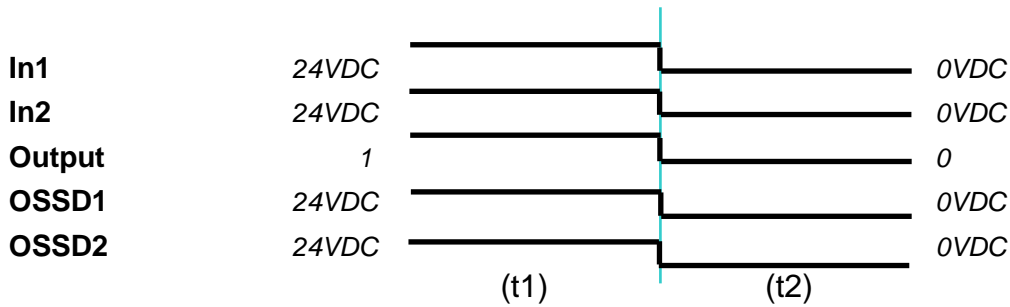 In1 24VDC 0VDC
In2 24VDC 0VDC
Output 1 0
OSSD1 24VDC 0VDC
OSSD2 24VDC 0VDC
(t1) (t2)